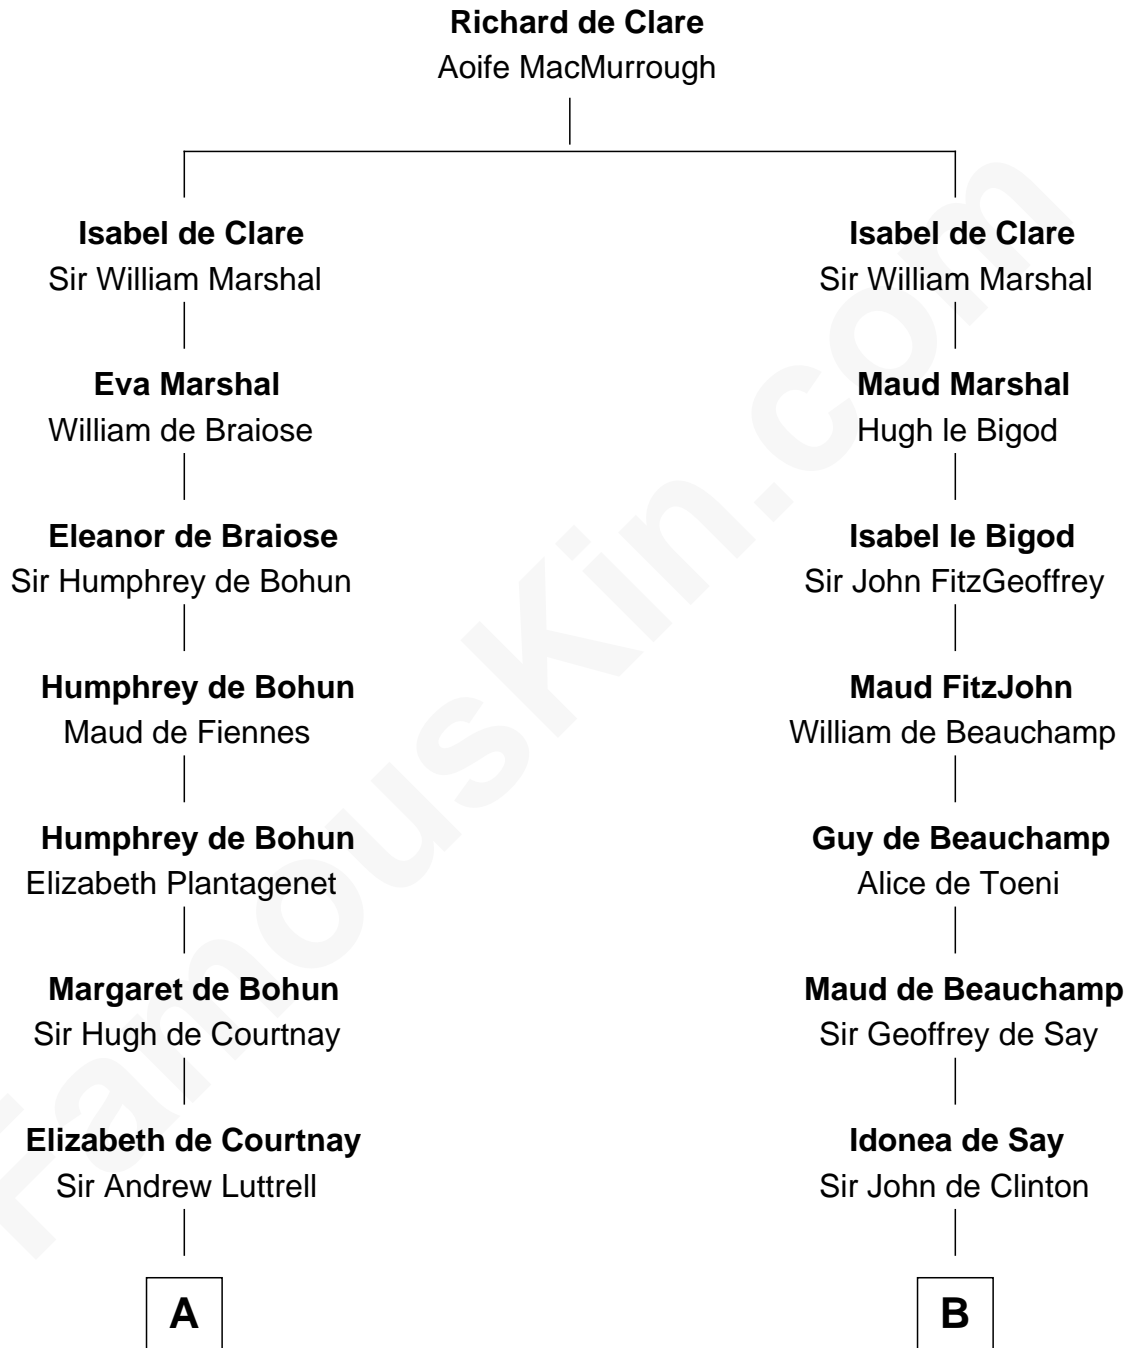 Richard de Clare
Aoife MacMurrough
Isabel de Clare
Sir William Marshal
Eva Marshal
William de Braiose
Eleanor de Braiose
Sir Humphrey de Bohun
Humphrey de Bohun
Maud de Fiennes
Humphrey de Bohun
Elizabeth Plantagenet
Margaret de Bohun
Sir Hugh de Courtnay
Elizabeth de Courtnay
Sir Andrew Luttrell
A
Isabel de Clare
Sir William Marshal
Maud Marshal
Hugh le Bigod
Isabel le Bigod
Sir John FitzGeoffrey
Maud FitzJohn
William de Beauchamp
Guy de Beauchamp
Alice de Toeni
Maud de Beauchamp
Sir Geoffrey de Say
Idonea de Say
Sir John de Clinton
B
FamousKin.com